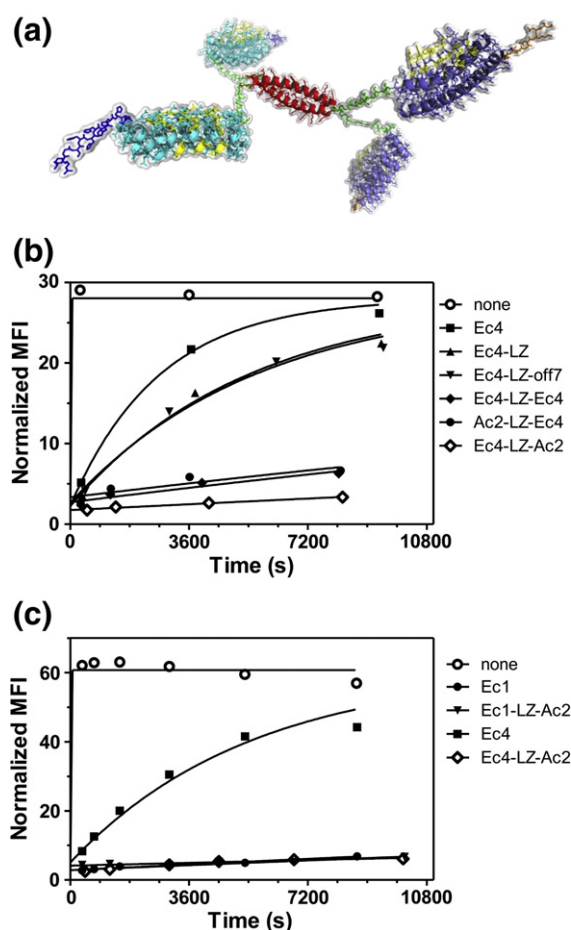 (a)
(b)
Normalized MFI
30
20
10
0
0
3600
7200
10800
Time (s)
none
Ec4
Ec4-LZ
Ec4-LZ-off7
Ec4-LZ-Ec4
Ac2-LZ-Ec4
Ec4-LZ-Ac2
(c)
Normalized MFI
60
40
20
0
0
3600
7200
10800
Time (s)
none
Ec1
Ec1-LZ-Ac2
Ec4
Ec4-LZ-Ac2